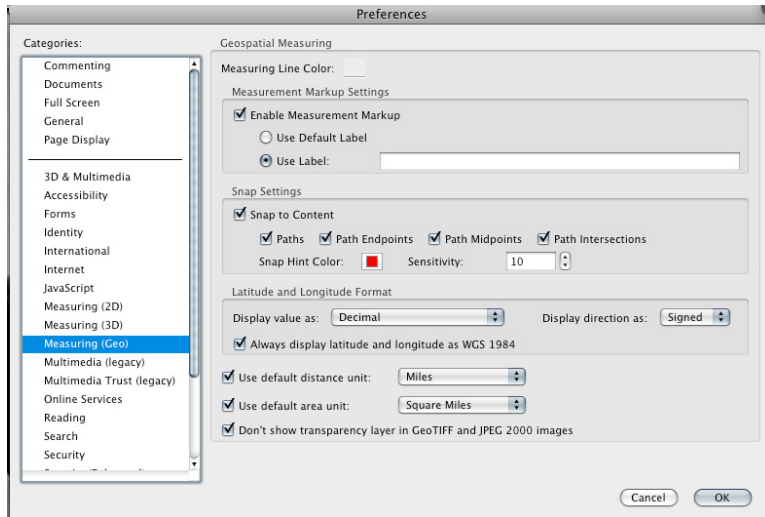 Preferences
Categories:
Commenting
Documents
Full Screen
General
Page Display
3D & Multimedia
Accessibility
Forms
Identity
International
Internet
JavaScript
Measuring (2D)
Measuring (3D)
Measuring (Geo)
Multimedia (legacy)
Multimedia Trust (legacy)
Online Services
Reading
Search
Security
Geospatial Measuring
Measuring Line Color:
Measurement Markup Settings
Enable Measurement Markup
Use Default Label
Use Label:
Snap Settings
Snap to Content
Paths Path Endpoints Path Midpoints Path Intersections
Snap Hint Color: Sensitivity: 10
Latitude and Longitude Format
Display value as: Decimal Display direction as: Signed
Always display latitude and longitude as WGS 1984
Use default distance unit: Miles
Use default area unit: Square Miles
Don't show transparency layer in GeoTIFF and JPEG 2000 images
Cancel OK